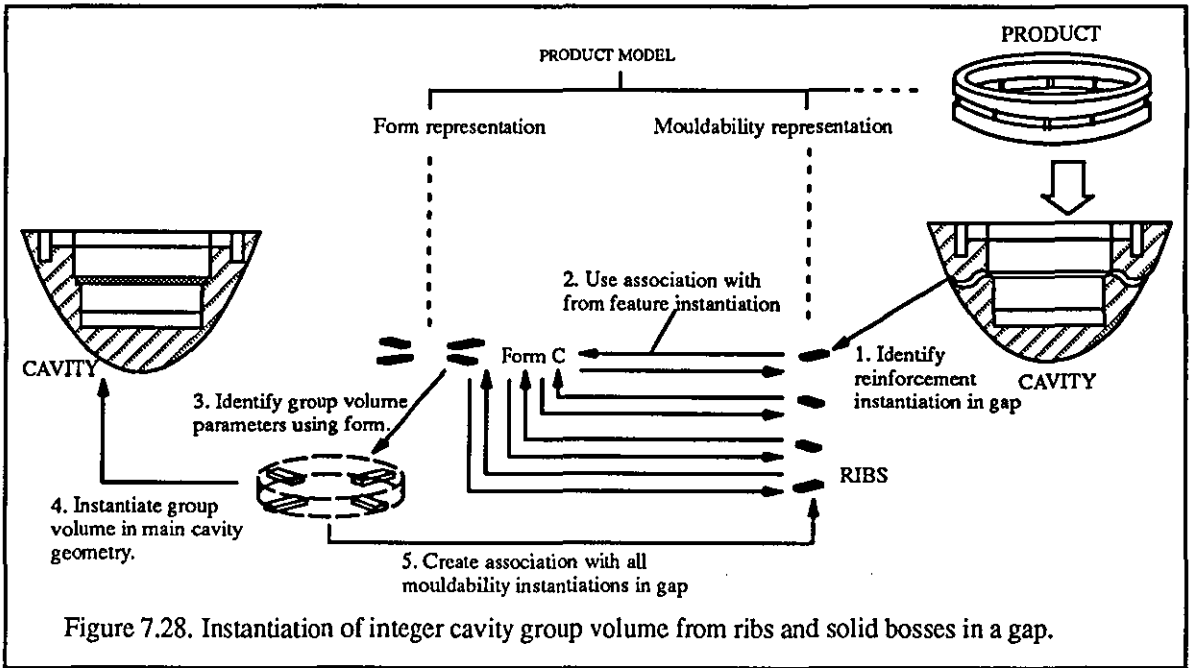 PRODUCT
PRODUCT MODEL
Form representation
Mouldability representation
2. Use association with
from feature instantiation
Form C
1. Identify
reinforcement
instantiation in gap
CAVITY
CAVITY
3. Identify group volume
parameters using form.
RIBS
4. Instantiate group
volume in main cavity
geometry.
5. Create association with all
mouldability instantiations in gap
Figure 7.28. Instantiation of integer cavity group volume from ribs and solid bosses in a gap.